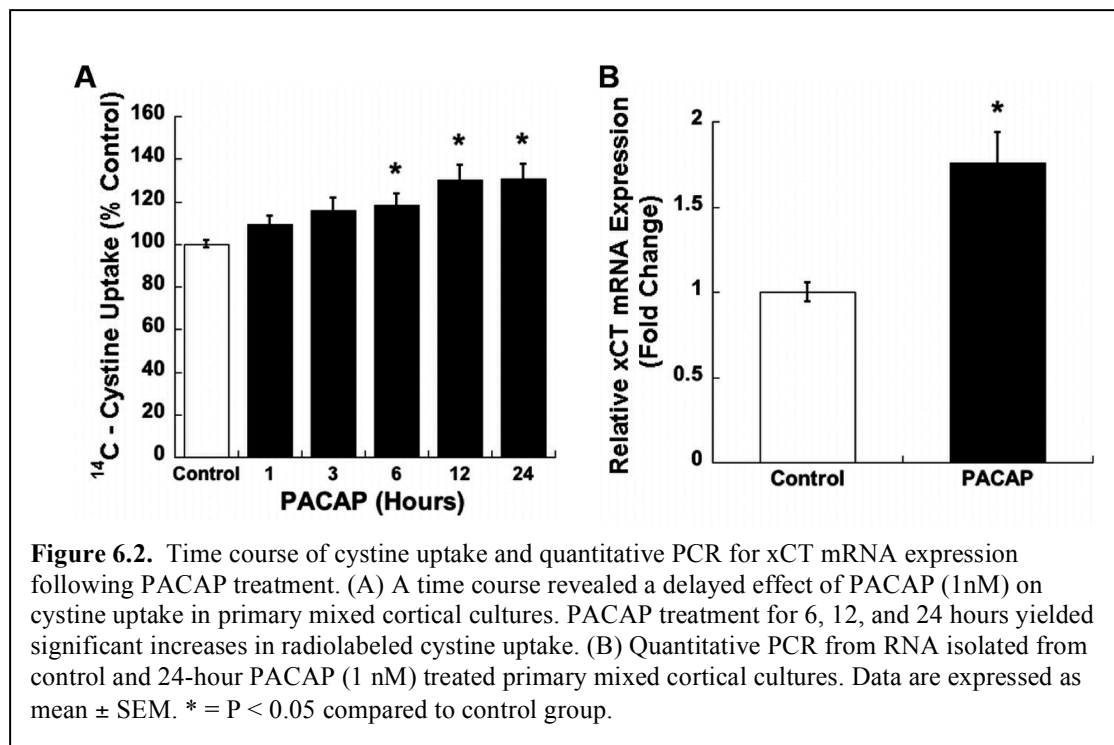 A
¹⁴C - Cystine Uptake (% Control)
160
140
120
100
80
60
40
20
0
* * *
Control 1 3 6 12 24
PACAP (Hours)
B
Relative xCT mRNA Expression
(Fold Change)
2
1.5
1
0.5
0
*
Control PACAP
Figure 6.2. Time course of cystine uptake and quantitative PCR for xCT mRNA expression
following PACAP treatment. (A) A time course revealed a delayed effect of PACAP (1nM) on
cystine uptake in primary mixed cortical cultures. PACAP treatment for 6, 12, and 24 hours yielded
significant increases in radiolabeled cystine uptake. (B) Quantitative PCR from RNA isolated from
control and 24-hour PACAP (1 nM) treated primary mixed cortical cultures. Data are expressed as
mean ± SEM. * = P < 0.05 compared to control group.